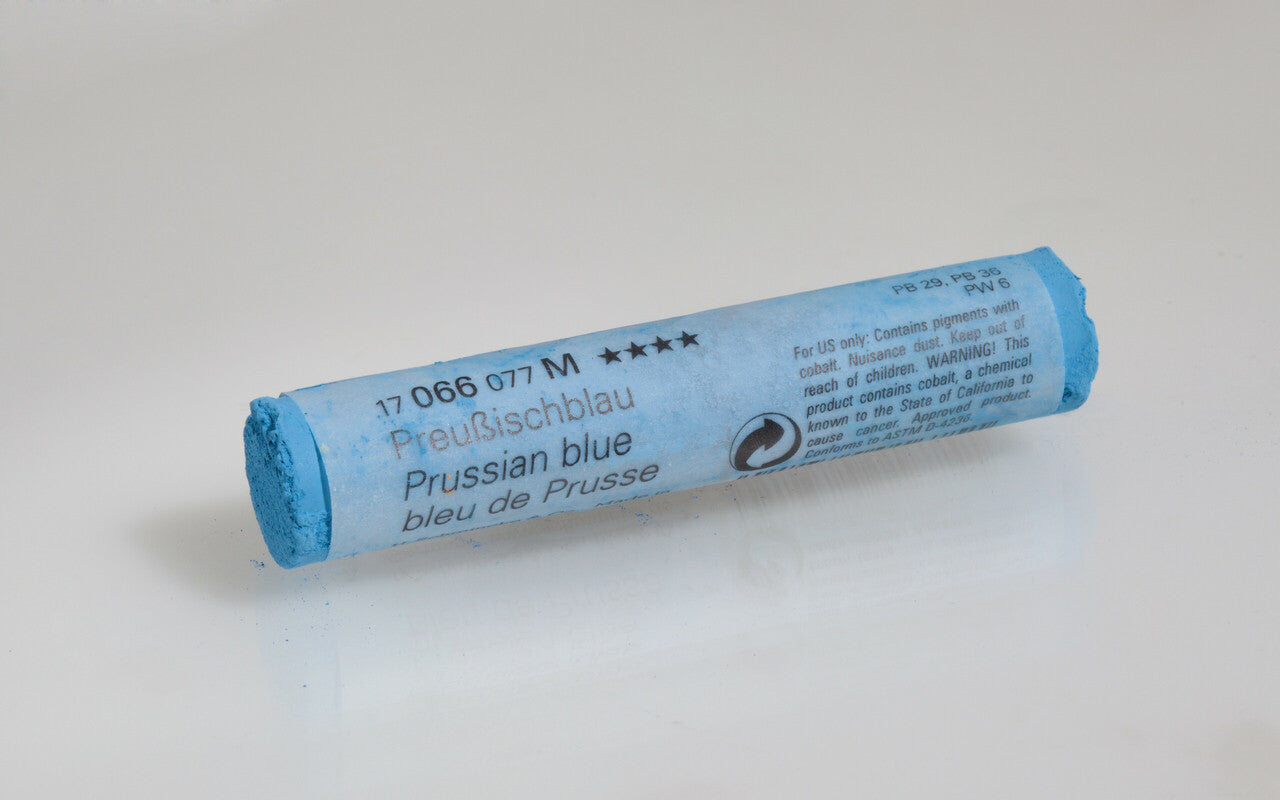 17 066 077 M ★★★★
Preußischblau
Prussian blue
bleu de Prusse
PB 29, PB 36
PW 6
For US only: Contains pigments with
cobalt. Nuisance dust. Keep out of
reach of children. WARNING! This
product contains cobalt, a chemical
known to the State of California to
cause cancer. Approved product.
Conforms to ASTM D-4236.